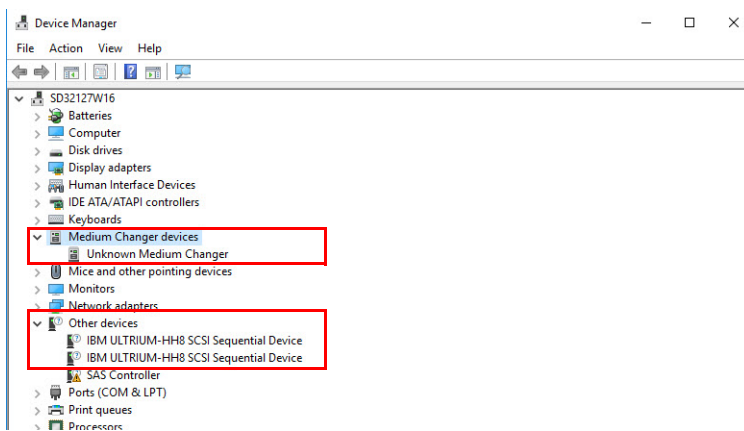 Device Manager
File Action View Help
SD32127W16
Batteries
Computer
Disk drives
Display adapters
Human Interface Devices
IDE ATA/ATAPI controllers
Keyboards
Medium Changer devices
Unknown Medium Changer
Mice and other pointing devices
Monitors
Network adapters
Other devices
IBM ULTRIUM-HH8 SCSI Sequential Device
IBM ULTRIUM-HH8 SCSI Sequential Device
SAS Controller
Ports (COM & LPT)
Print queues
Processors